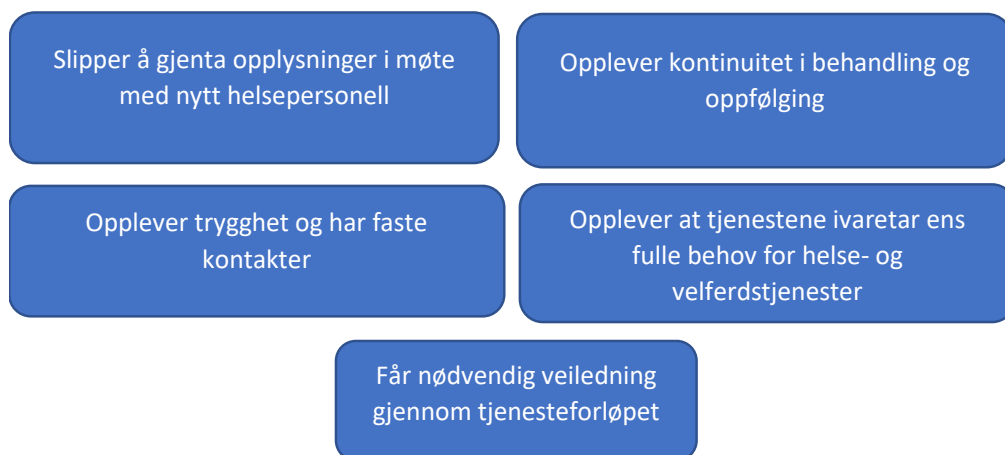 Slipper å gjenta opplysninger i møte
med nytt helsepersonell
Opplever kontinuitet i behandling og
oppfølging
Opplever trygghet og har faste
kontakter
Opplever at tjenestene ivaretar ens
fulle behov for helse- og
velferdstjenester
Får nødvendig veiledning
gjennom tjenesteforløpet